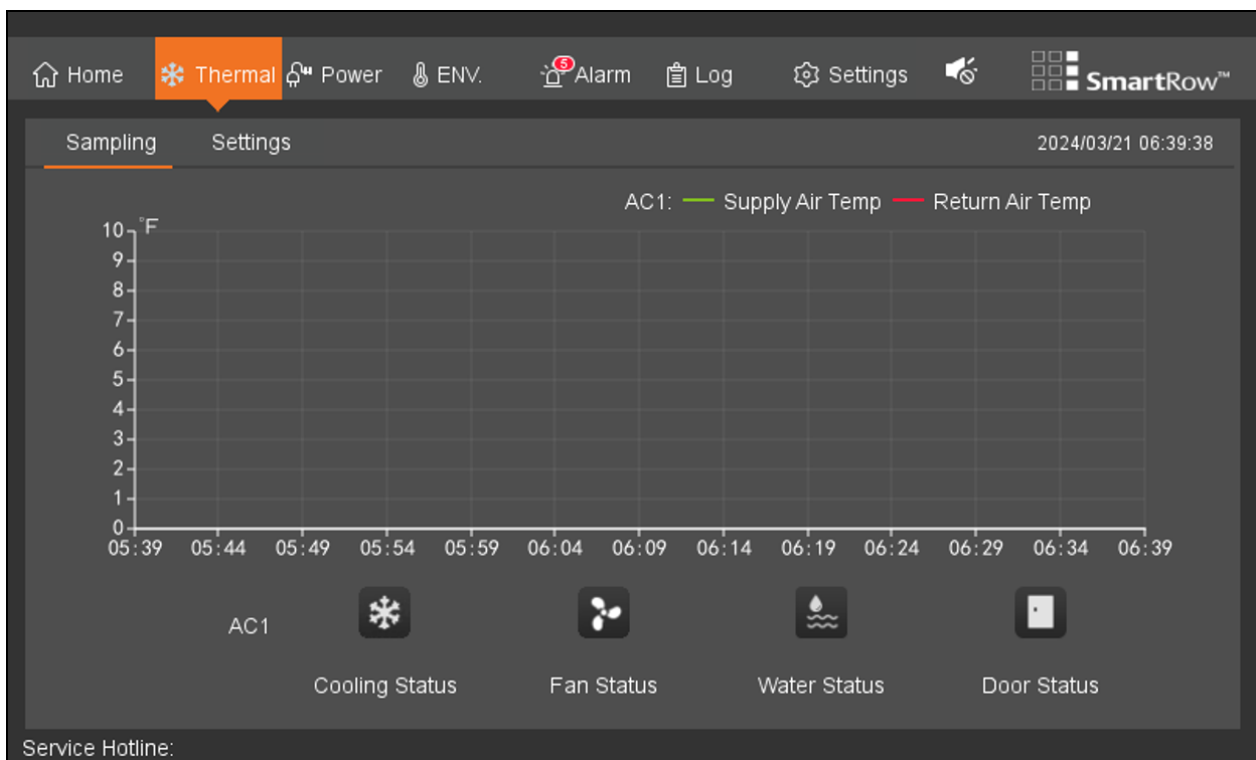 Home Thermal Power ENV. 5 Alarm Log Settings SmartRow™
Sampling Settings 2024/03/21 06:39:38
AC1: Supply Air Temp Return Air Temp
°F
10
9
8
7
6
5
4
3
2
1
0
05:39 05:44 05:49 05:54 05:59 06:04 06:09 06:14 06:19 06:24 06:29 06:34 06:39
AC1
Cooling Status Fan Status Water Status Door Status
Service Hotline: